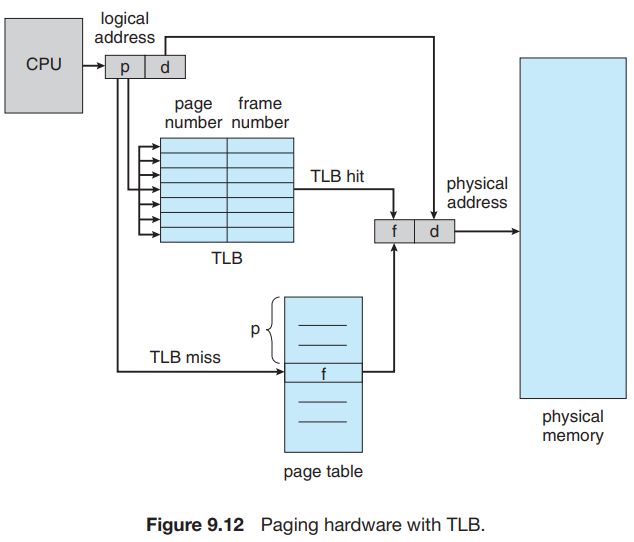 logical
address
CPU
p d
page frame
number number
TLB hit
physical
address
f d
TLB
p
TLB miss
f
physical
memory
page table
Figure 9.12 Paging hardware with TLB.